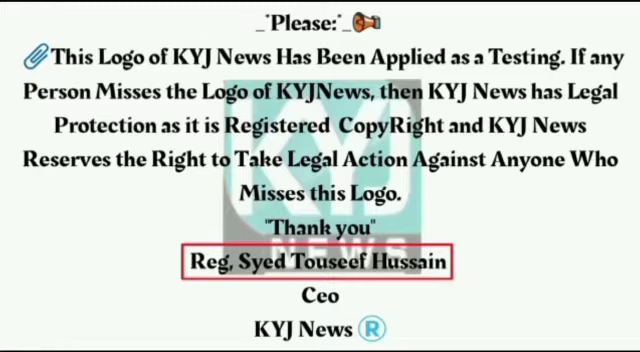 _*Please:*_📢
📎This Logo of KYJ News Has Been Applied as a Testing. If any
Person Misses the Logo of KYJNews, then KYJ News has Legal
Protection as it is Registered CopyRight and KYJ News
Reserves the Right to Take Legal Action Against Anyone Who
Misses this Logo.
"Thank you"
Reg, Syed Touseef Hussain
Ceo
KYJ News ®
KYJ
NEWS